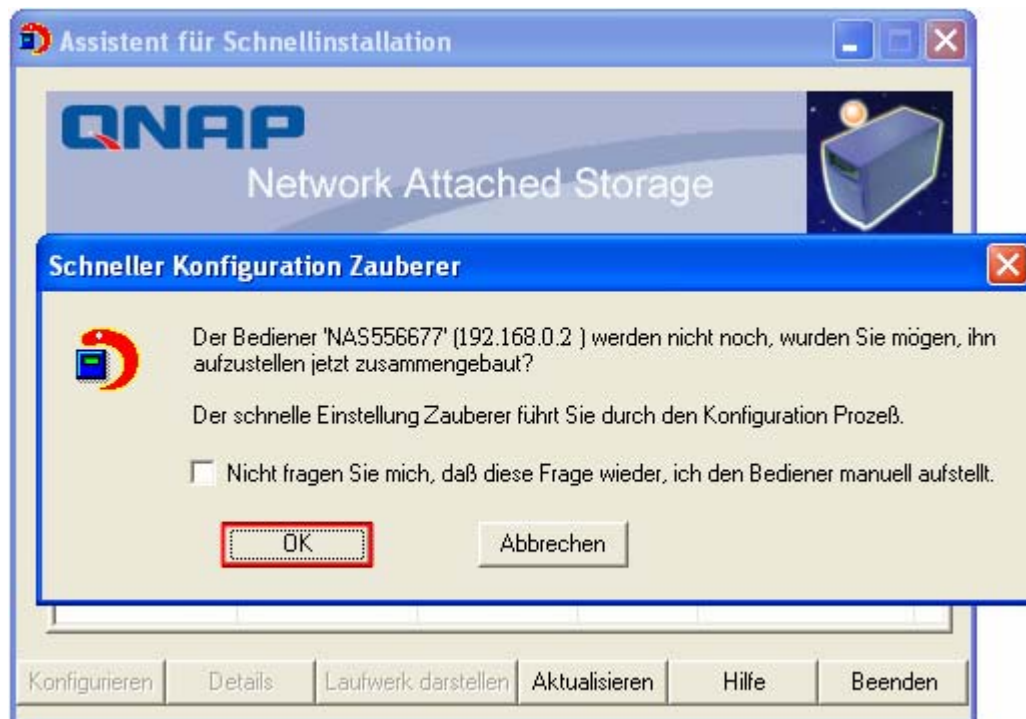 Assistent für Schnellinstallation
QNAP
Network Attached Storage
Schneller Konfiguration Zauberer
Der Bediener 'NAS556677' (192.168.0.2 ) werden nicht noch, wurden Sie mögen, ihn
aufzustellen jetzt zusammengebaut?
Der schnelle Einstellung Zauberer führt Sie durch den Konfiguration Prozeß.
Nicht fragen Sie mich, daß diese Frage wieder, ich den Bediener manuell aufstellt.
OK
Abbrechen
Konfigurieren
Details
Laufwerk darstellen
Aktualisieren
Hilfe
Beenden